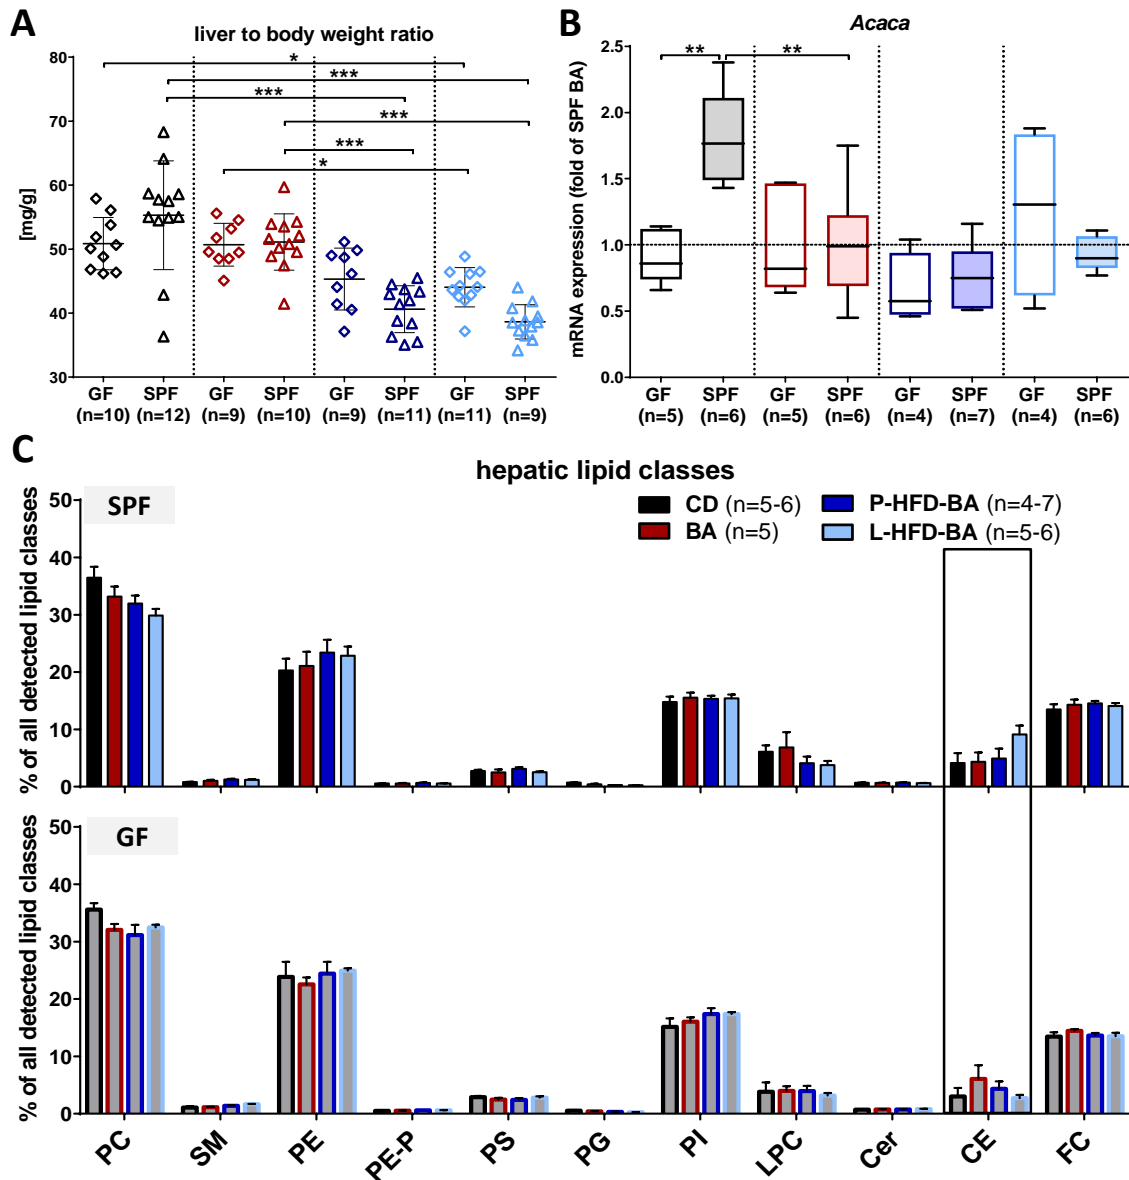 A
liver to body weight ratio
[mg/g]
80
70
60
50
40
30
*
***
***
***
***
*
GF SPF GF SPF GF SPF GF SPF
(n=10) (n=12) (n=9) (n=10) (n=9) (n=11) (n=11) (n=9)
B
Acaca
mRNA expression (fold of SPF BA)
2.5
2.0
1.5
1.0
0.5
0.0
** **
GF SPF GF SPF GF SPF GF SPF
(n=5) (n=6) (n=5) (n=6) (n=4) (n=7) (n=4) (n=6)
C
hepatic lipid classes
SPF
CD (n=5-6) P-HFD-BA (n=4-7)
BA (n=5) L-HFD-BA (n=5-6)
% of all detected lipid classes
50
40
30
20
10
0
GF
% of all detected lipid classes
50
40
30
20
10
0
PC SM PE PE-P PS PG PI LPC Cer CE FC